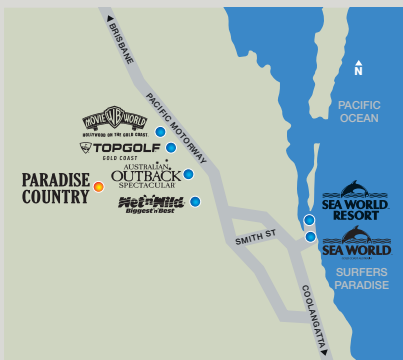 BRISBANE
N
PACIFIC MOTORWAY
PACIFIC
OCEAN
MOVIE WB WORLD
HOLLYWOOD ON THE GOLD COAST.
TOPGOLF
GOLD COAST
AUSTRALIAN
OUTBACK
SPECTACULAR
PARADISE
COUNTRY
Wet'n'Wild
Biggest'n'Best
SEA WORLD
RESORT
SMITH ST
SEA WORLD
SURFERS
PARADISE
COOLANGATTA